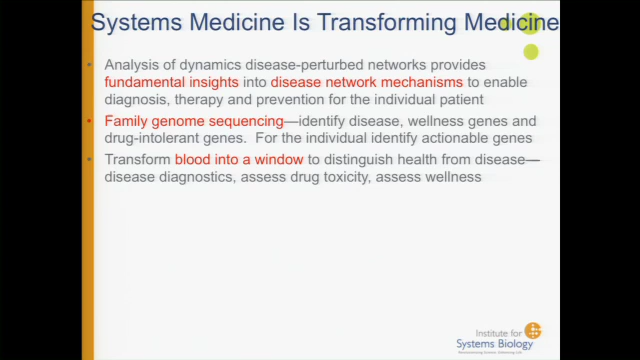 Systems Medicine Is Transforming Medicine
• Analysis of dynamics disease-perturbed networks provides
fundamental insights into disease network mechanisms to enable
diagnosis, therapy and prevention for the individual patient
• Family genome sequencing—identify disease, wellness genes and
drug-intolerant genes. For the individual identify actionable genes
• Transform blood into a window to distinguish health from disease—
disease diagnostics, assess drug toxicity, assess wellness
Institute for
Systems Biology